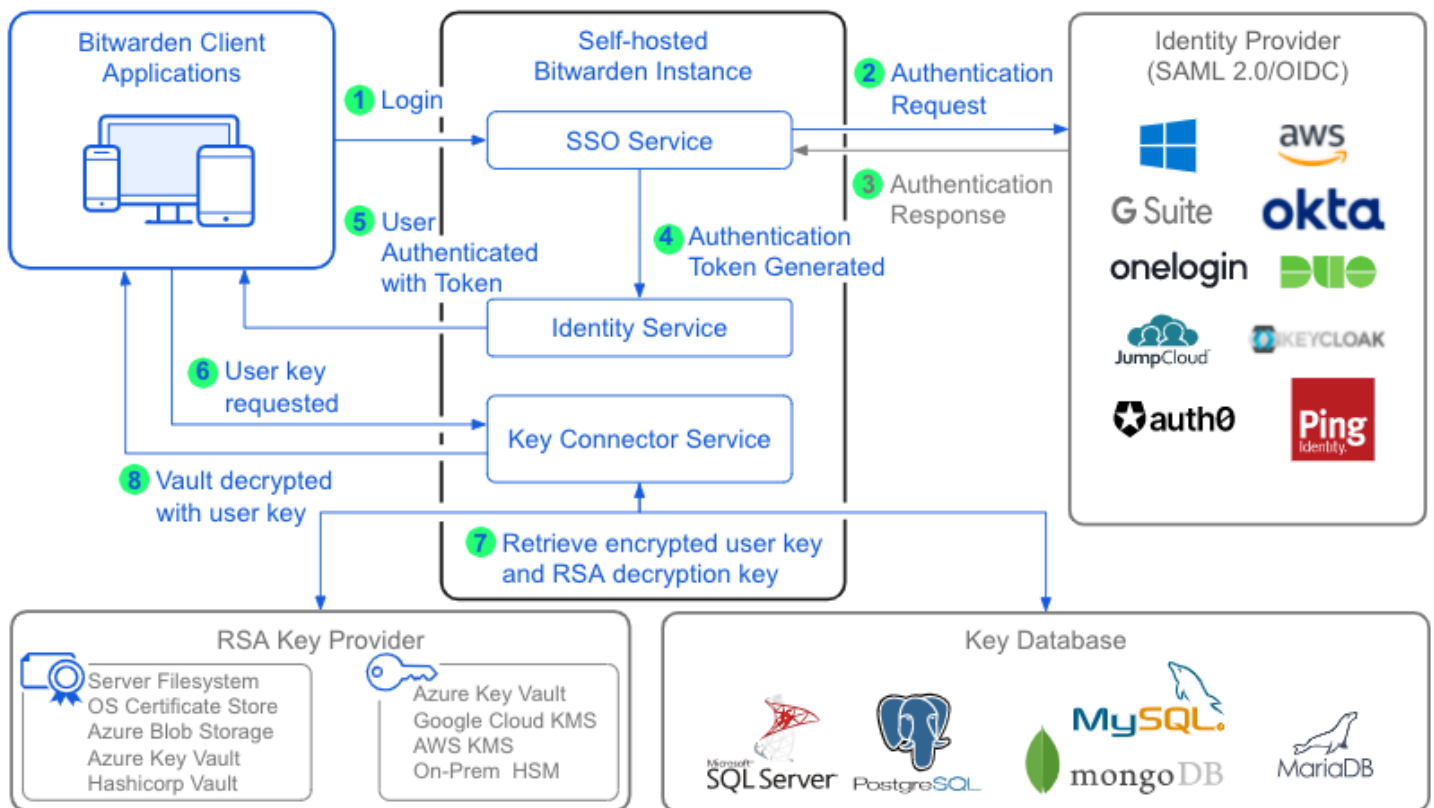 Bitwarden Client
Applications
Self-hosted
Bitwarden Instance
Identity Provider
(SAML 2.0/OIDC)
1 Login
2 Authentication
Request
SSO Service
3 Authentication
Response
aws
G Suite
okta
onelogin
DUO
JumpCloud
KEYCLOAK
auth0
Ping
Identity.
5 User
Authenticated
with Token
4 Authentication
Token Generated
Identity Service
6 User key
requested
Key Connector Service
8 Vault decrypted
with user key
7 Retrieve encrypted user key
and RSA decryption key
RSA Key Provider
Server Filesystem
OS Certificate Store
Azure Blob Storage
Azure Key Vault
Hashicorp Vault
Azure Key Vault
Google Cloud KMS
AWS KMS
On-Prem HSM
Key Database
Microsoft
SQL Server
PostgreSQL
MySQL
mongoDB
MariaDB